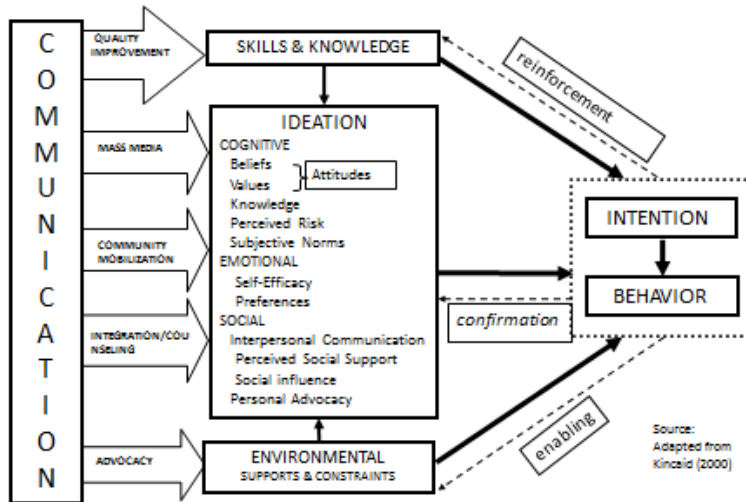 COMMUNICATION
QUALITY
IMPROVEMENT
MASS MEDIA
COMMUNITY
MOBILIZATION
INTEGRATION/COU
NSELING
ADVOCACY
SKILLS & KNOWLEDGE
IDEATION
COGNITIVE
Beliefs
Values
Attitudes
Knowledge
Perceived Risk
Subjective Norms
EMOTIONAL
Self-Efficacy
Preferences
SOCIAL
Interpersonal Communication
Perceived Social Support
Social influence
Personal Advocacy
ENVIRONMENTAL
SUPPORTS & CONSTRAINTS
reinforcement
INTENTION
BEHAVIOR
confirmation
enabling
Source:
Adapted from
Kincaid (2000)